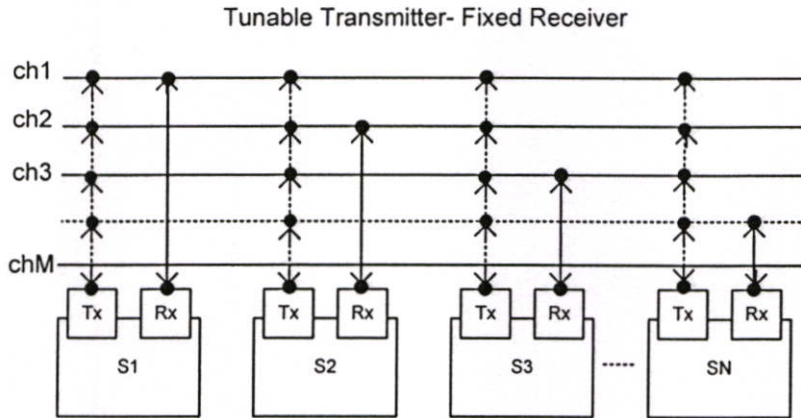 Tunable Transmitter- Fixed Receiver
ch1
ch2
ch3
chM
Tx Rx Tx Rx Tx Rx Tx Rx
S1 S2 S3 SN